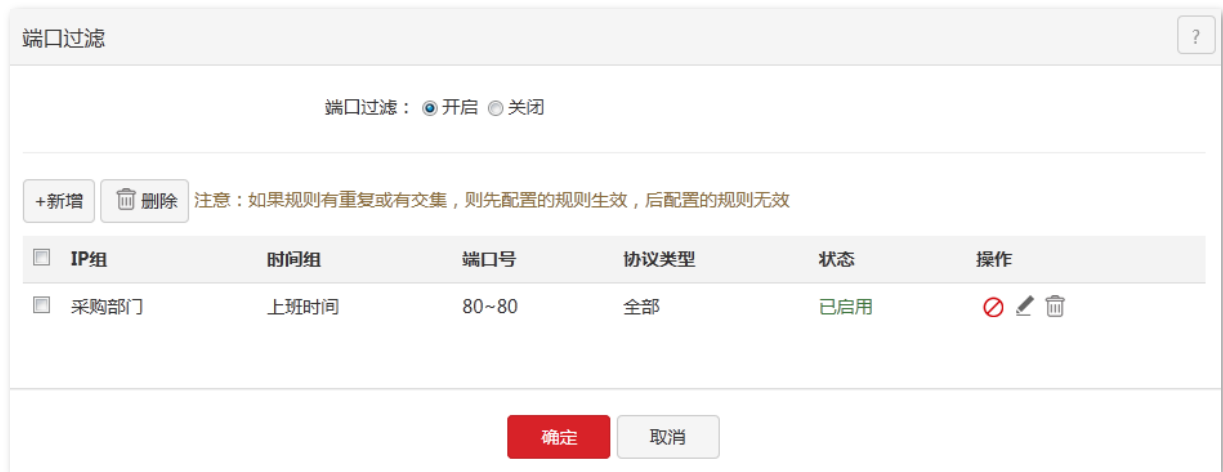 端口过滤
?
端口过滤： 开启 关闭
+新增 删除 注意：如果规则有重复或有交集，则先配置的规则生效，后配置的规则无效
IP组 时间组 端口号 协议类型 状态 操作
采购部门 上班时间 80~80 全部 已启用
确定 取消